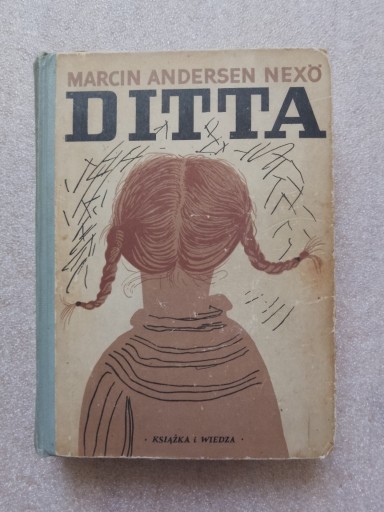 MARCIN ANDERSEN NEXÖ
DITTA
· KSIĄŻKA i WIEDZA ·